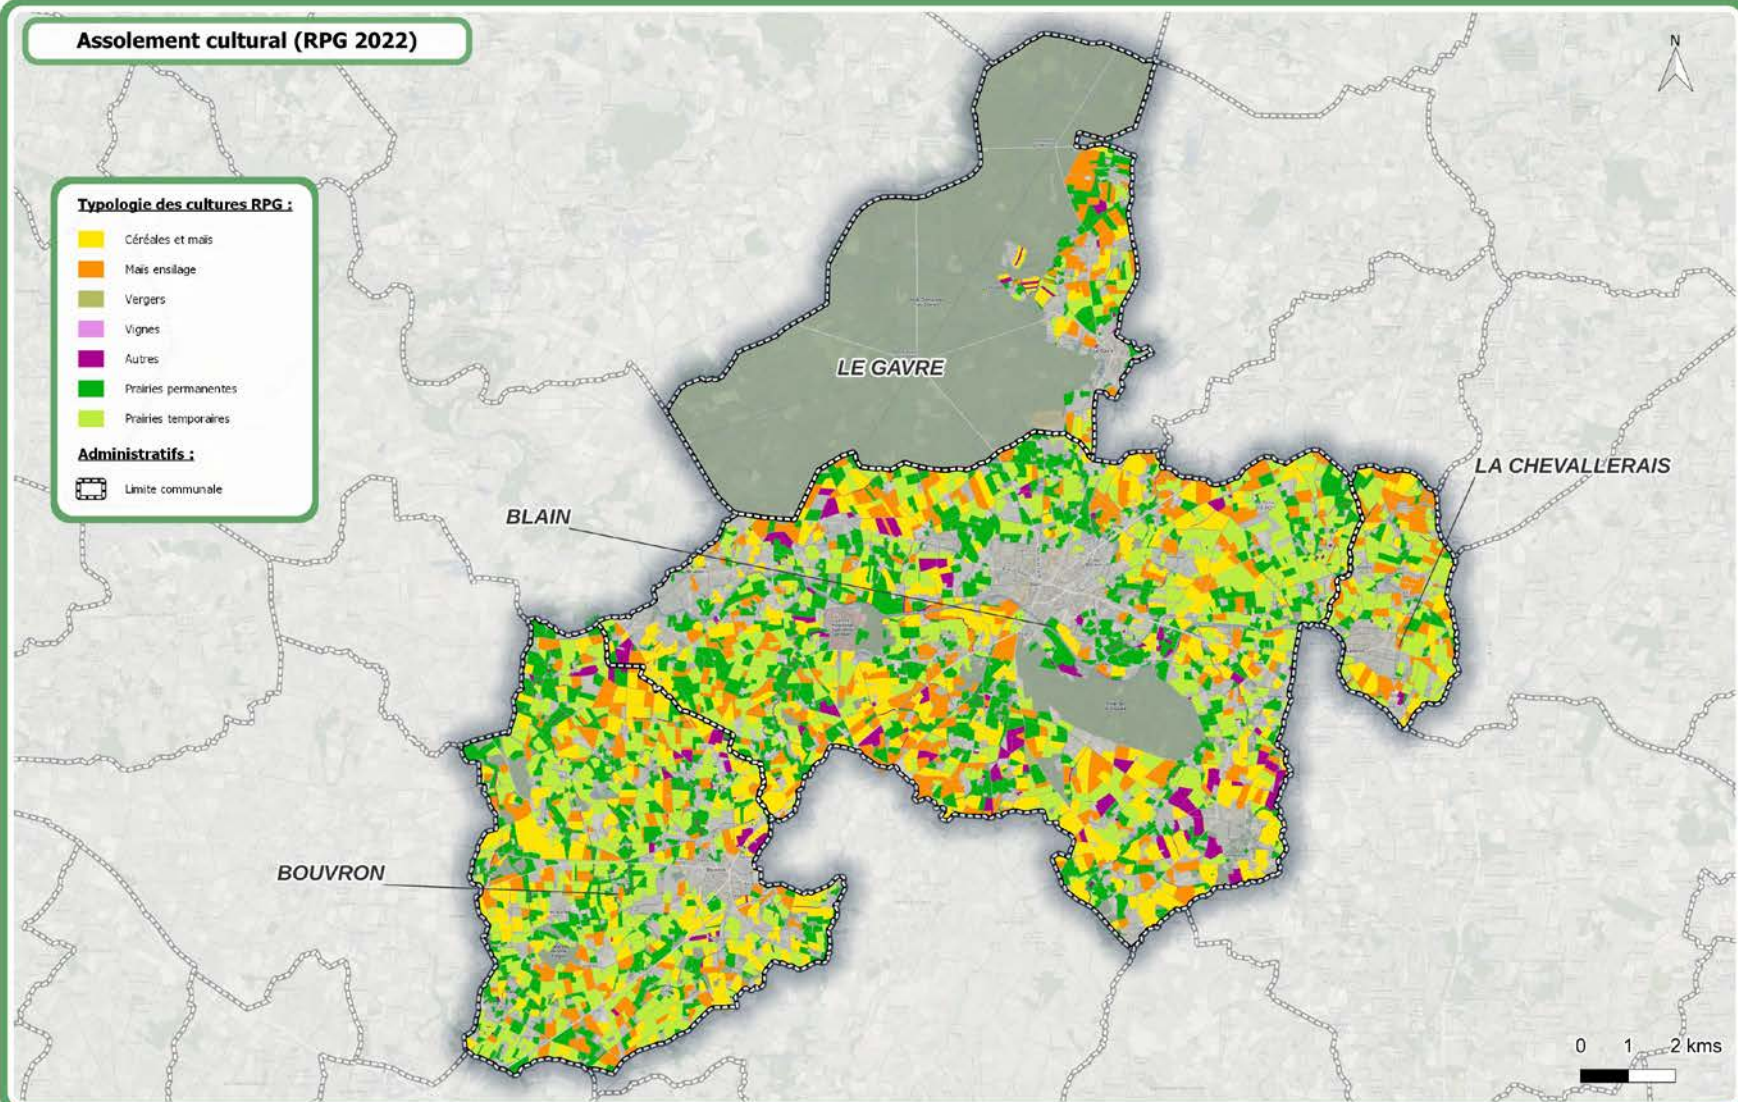 Assolement cultural (RPG 2022)
N
Typologie des cultures RPG :
Céréales et maïs
Maïs ensilage
Vergers
Vignes
Autres
Prairies permanentes
Prairies temporaires
Administratifs :
Limite communale
LE GAVRE
LA CHEVALLERAIS
BLAIN
BOUVRON
0 1 2 kms